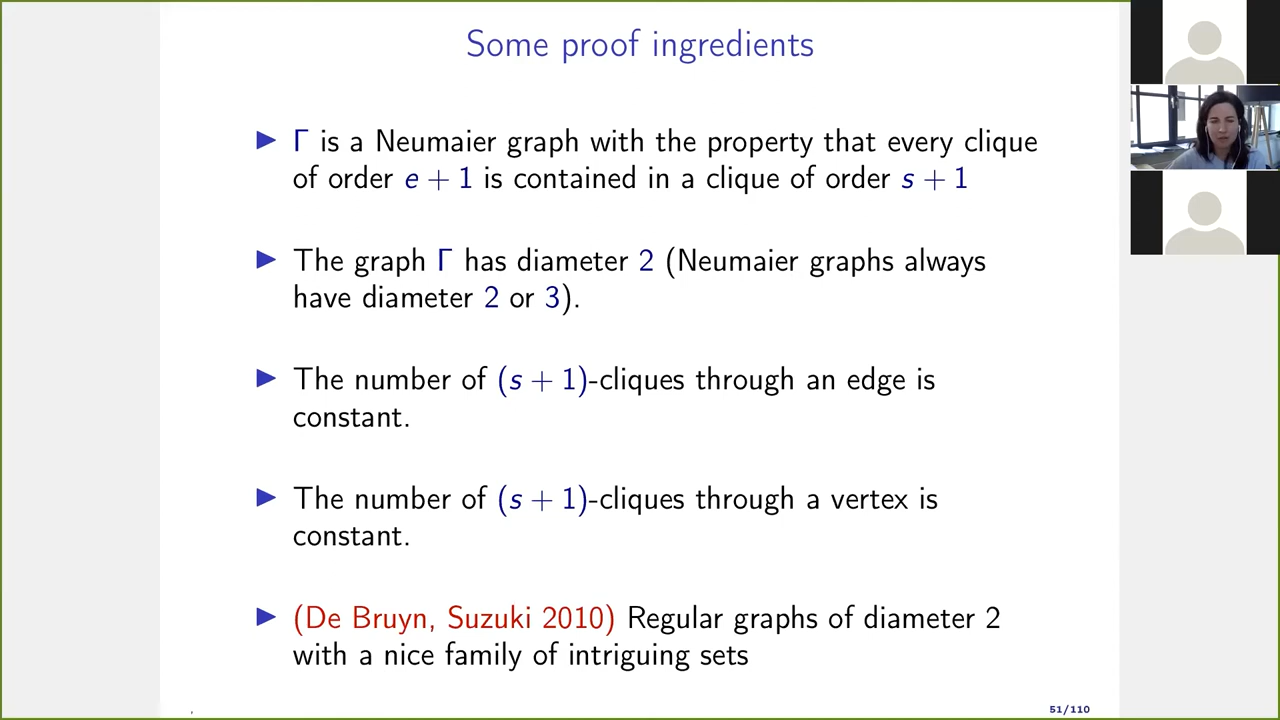 Some proof ingredients
▶ Γ is a Neumaier graph with the property that every clique
of order e + 1 is contained in a clique of order s + 1
▶ The graph Γ has diameter 2 (Neumaier graphs always
have diameter 2 or 3).
▶ The number of (s + 1)-cliques through an edge is
constant.
▶ The number of (s + 1)-cliques through a vertex is
constant.
▶ (De Bruyn, Suzuki 2010) Regular graphs of diameter 2
with a nice family of intriguing sets
51/110